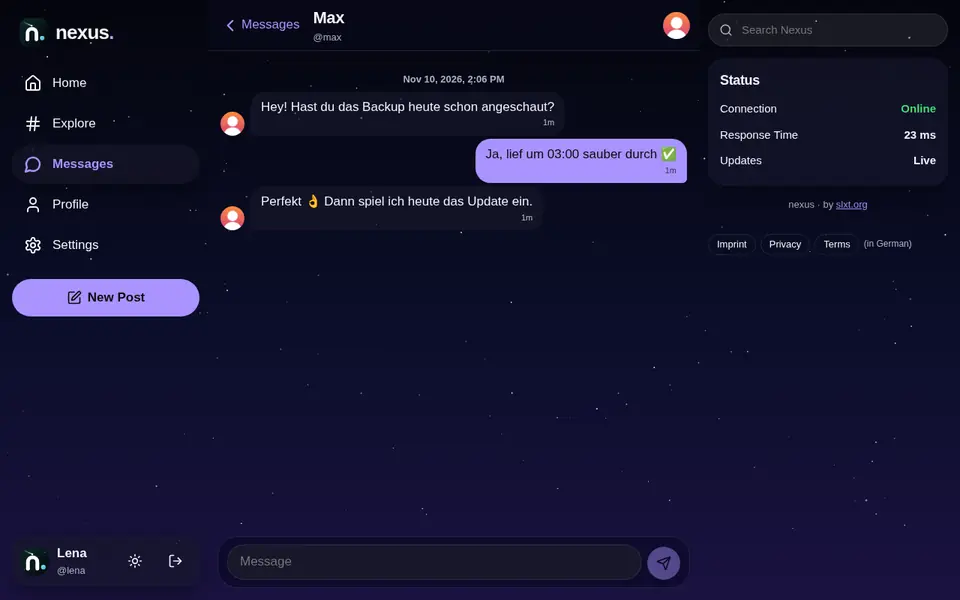 nexus.
Home
Explore
Messages
Profile
Settings
New Post
Lena
@lena
Messages
Max
@max
Nov 10, 2026, 2:06 PM
Hey! Hast du das Backup heute schon angeschaut?
1m
Ja, lief um 03:00 sauber durch ✅
1m
Perfekt 👌 Dann spiel ich heute das Update ein.
1m
Message
Search Nexus
Status
Connection Online
Response Time 23 ms
Updates Live
nexus · by slxt.org
Imprint Privacy Terms (in German)